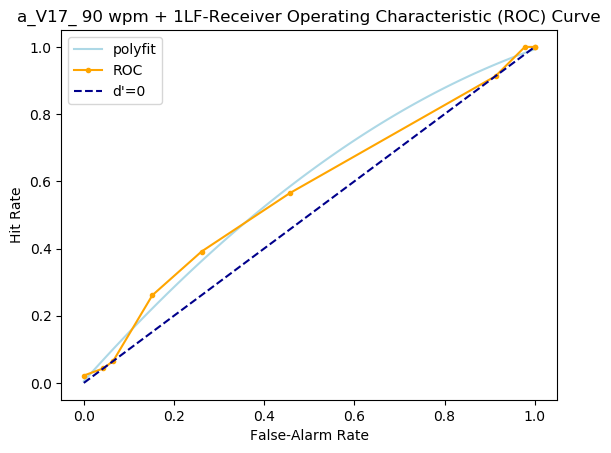 a_V17_ 90 wpm + 1LF-Receiver Operating Characteristic (ROC) Curve
polyfit
ROC
d'=0
1.0
0.8
0.6
0.4
0.2
0.0
Hit Rate
0.0 0.2 0.4 0.6 0.8 1.0
False-Alarm Rate